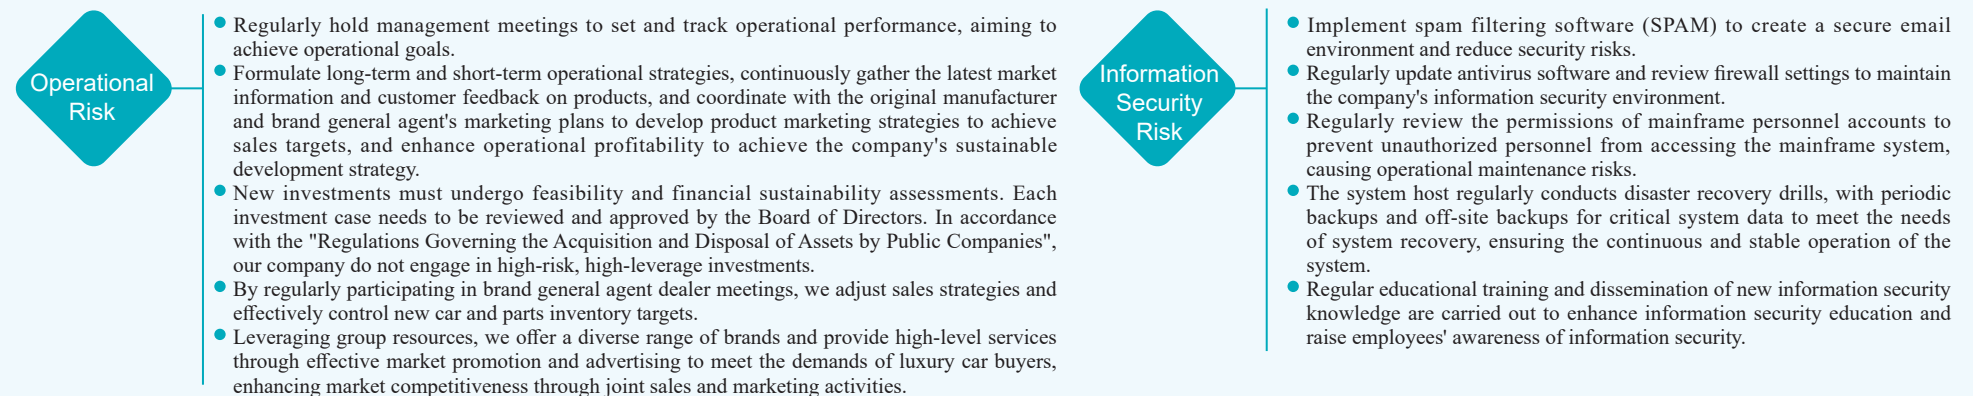 Operational
Risk
● Regularly hold management meetings to set and track operational performance, aiming to
achieve operational goals.
● Formulate long-term and short-term operational strategies, continuously gather the latest market
information and customer feedback on products, and coordinate with the original manufacturer
and brand general agent's marketing plans to develop product marketing strategies to achieve
sales targets, and enhance operational profitability to achieve the company's sustainable
development strategy.
● New investments must undergo feasibility and financial sustainability assessments. Each
investment case needs to be reviewed and approved by the Board of Directors. In accordance
with the "Regulations Governing the Acquisition and Disposal of Assets by Public Companies",
our company do not engage in high-risk, high-leverage investments.
● By regularly participating in brand general agent dealer meetings, we adjust sales strategies and
effectively control new car and parts inventory targets.
● Leveraging group resources, we offer a diverse range of brands and provide high-level services
through effective market promotion and advertising to meet the demands of luxury car buyers,
enhancing market competitiveness through joint sales and marketing activities.
Information
Security
Risk
● Implement spam filtering software (SPAM) to create a secure email
environment and reduce security risks.
● Regularly update antivirus software and review firewall settings to maintain
the company's information security environment.
● Regularly review the permissions of mainframe personnel accounts to
prevent unauthorized personnel from accessing the mainframe system,
causing operational maintenance risks.
● The system host regularly conducts disaster recovery drills, with periodic
backups and off-site backups for critical system data to meet the needs
of system recovery, ensuring the continuous and stable operation of the
system.
● Regular educational training and dissemination of new information security
knowledge are carried out to enhance information security education and
raise employees' awareness of information security.